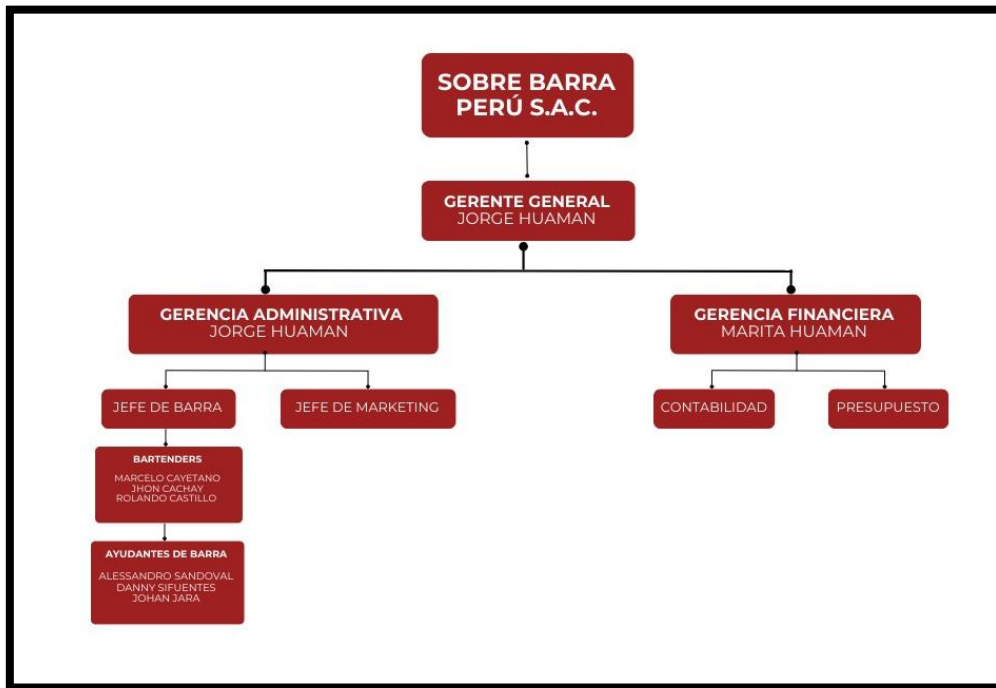 SOBRE BARRA
PERÚ S.A.C.
GERENTE GENERAL
JORGE HUAMAN
GERENCIA ADMINISTRATIVA
JORGE HUAMAN
GERENCIA FINANCIERA
MARITA HUAMAN
JEFE DE BARRA
JEFE DE MARKETING
CONTABILIDAD
PRESUPUESTO
BARTENDERS
MARCELO CAYETANO
JHON CACHAY
ROLANDO CASTILLO
AYUDANTES DE BARRA
ALESSANDRO SANDOVAL
DANNY SIFUENTES
JOHAN JARA